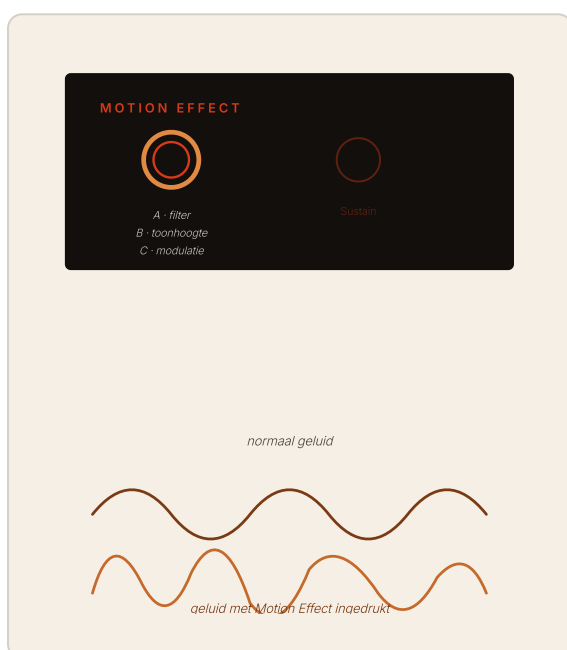 MOTION EFFECT
A · filter
B · toonhoogte
C · modulatie
Sustain
normaal geluid
geluid met Motion Effect ingedrukt